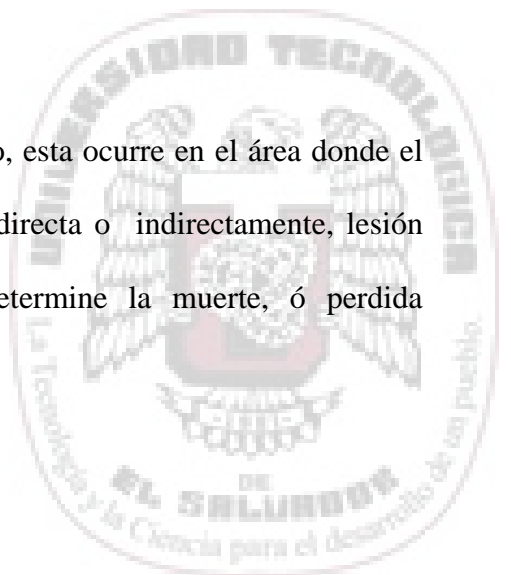 UNIVERSIDAD TECNOLOGICA
o, esta ocurre en el área donde el
directa o indirectamente, lesión
etermine la muerte, ó perdida
DE
EL SALVADOR
La Tecnología y la Ciencia para el desarrollo de un pueblo.